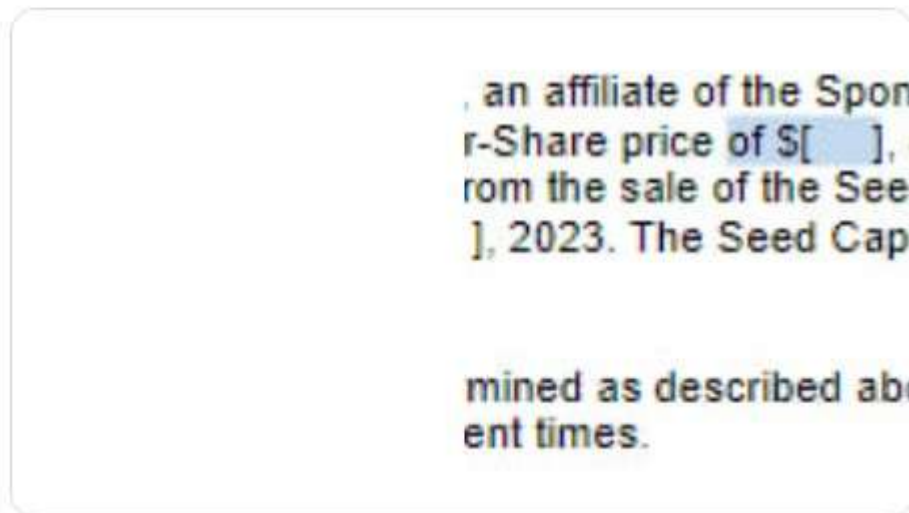 , an affiliate of the Spon
r-Share price of $[ ],
rom the sale of the See
], 2023. The Seed Cap
mined as described abo
ent times.